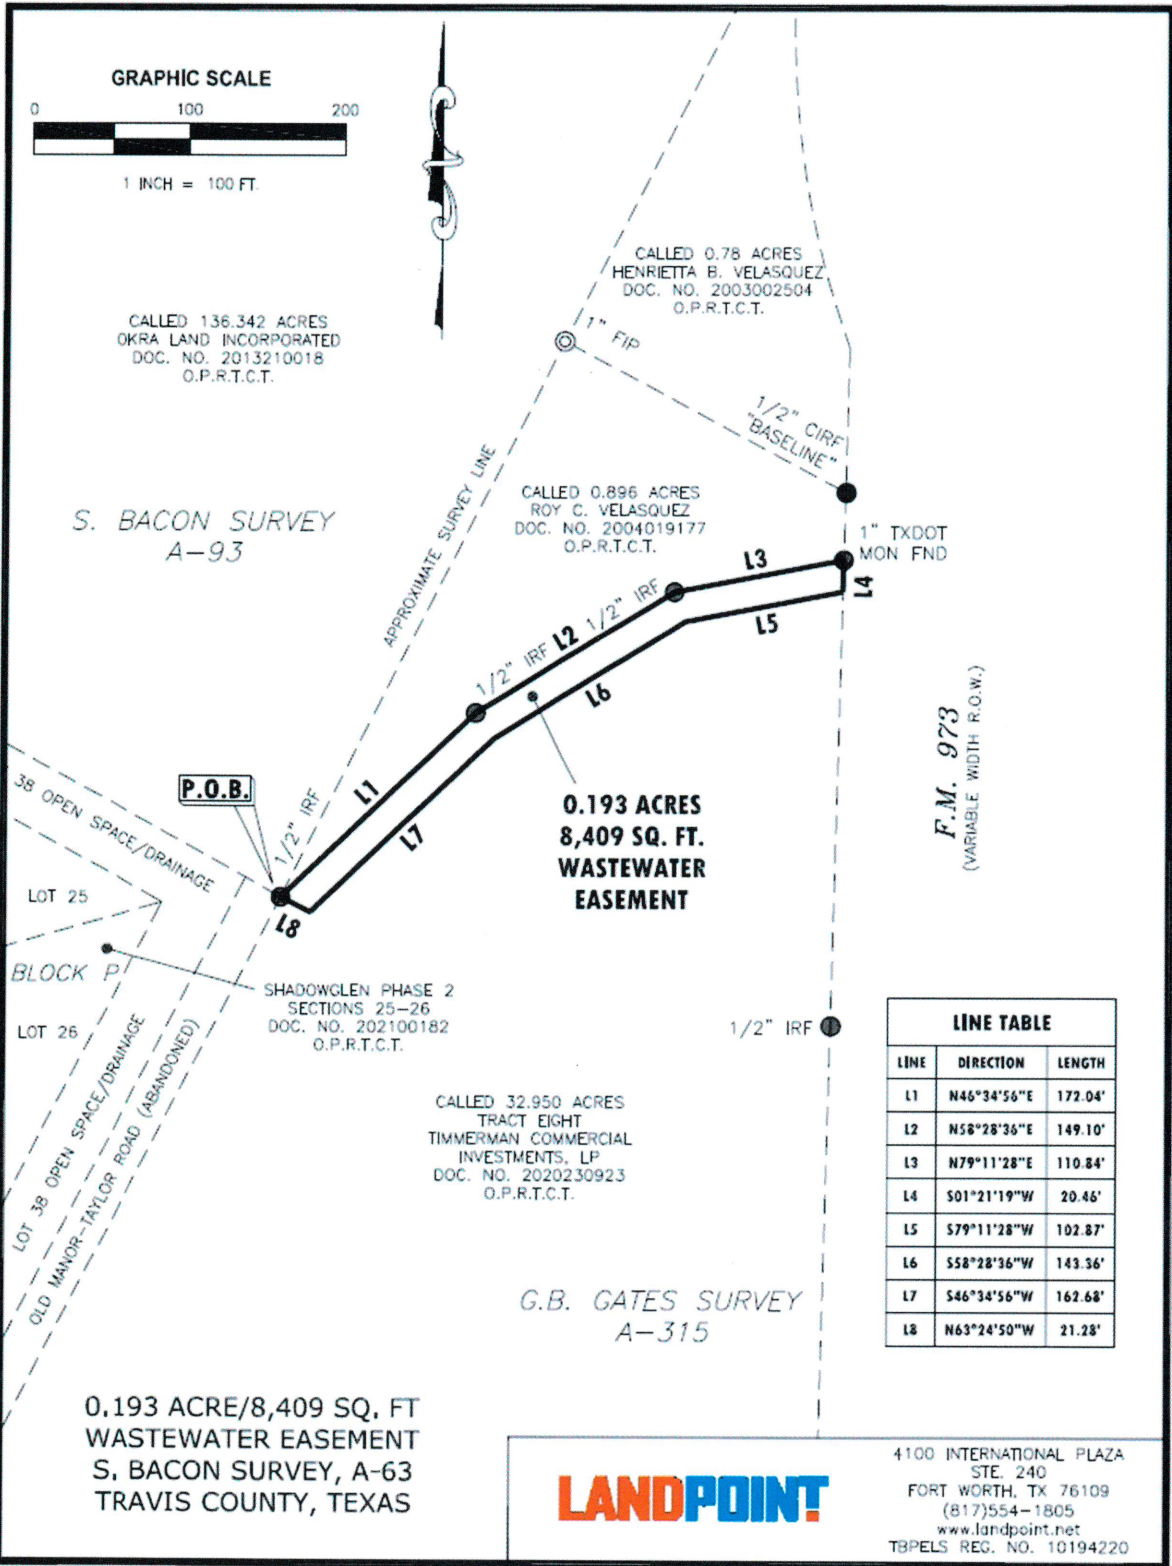 GRAPHIC SCALE
0 100 200
1 INCH = 100 FT.
CALLED 136.342 ACRES
OKRA LAND INCORPORATED
DOC. NO. 2013210018
O.P.R.T.C.T.
CALLED 0.78 ACRES
HENRIETTA B. VELASQUEZ
DOC. NO. 2003002504
O.P.R.T.C.T.
1" FIP
1/2" CIRF
"BASELINE"
S. BACON SURVEY
A-93
APPROXIMATE SURVEY LINE
CALLED 0.896 ACRES
ROY C. VELASQUEZ
DOC. NO. 2004019177
O.P.R.T.C.T.
1" TXDOT
MON FND
L3
L4
L5
1/2" IRF
L2
1/2" IRF
L6
F.M. 973
(VARIABLE WIDTH R.O.W.)
P.O.B.
1/2" IRF
L1
L7
L8
0.193 ACRES
8,409 SQ. FT.
WASTEWATER
EASEMENT
38 OPEN SPACE/DRAINAGE
LOT 25
BLOCK P
LOT 26
SHADOWGLEN PHASE 2
SECTIONS 25-26
DOC. NO. 202100182
O.P.R.T.C.T.
LOT 38 OPEN SPACE/DRAINAGE
OLD MANOR-TAYLOR ROAD (ABANDONED)
1/2" IRF
CALLED 32.950 ACRES
TRACT EIGHT
TIMMERMAN COMMERCIAL
INVESTMENTS, LP
DOC. NO. 2020230923
O.P.R.T.C.T.
LINE TABLE
LINE DIRECTION LENGTH
L1 N46°34'56"E 172.04'
L2 N58°28'36"E 149.10'
L3 N79°11'28"E 110.84'
L4 S01°21'19"W 20.46'
L5 S79°11'28"W 102.87'
L6 S58°28'36"W 143.36'
L7 S46°34'56"W 162.68'
L8 N63°24'50"W 21.28'
G.B. GATES SURVEY
A-315
0.193 ACRE/8,409 SQ. FT
WASTEWATER EASEMENT
S. BACON SURVEY, A-63
TRAVIS COUNTY, TEXAS
LANDPOINT
4100 INTERNATIONAL PLAZA
STE. 240
FORT WORTH, TX 76109
(817)554-1805
www.landpoint.net
TBPELS REG. NO. 10194220